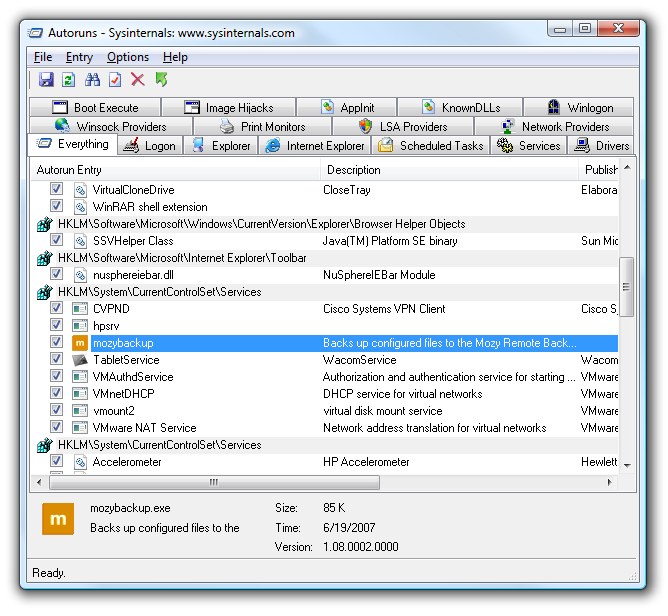 Autoruns - Sysinternals: www.sysinternals.com
File Entry Options Help
Boot Execute Image Hijacks AppInit KnownDLLs Winlogon
Winsock Providers Print Monitors LSA Providers Network Providers
Everything Logon Explorer Internet Explorer Scheduled Tasks Services Drivers
Autorun Entry Description Publish
VirtualCloneDrive CloseTray Elabora
WinRAR shell extension
HKLM\Software\Microsoft\Windows\CurrentVersion\Explorer\Browser Helper Objects
SSVHelper Class Java(TM) Platform SE binary Sun Mic
HKLM\Software\Microsoft\Internet Explorer\Toolbar
nusphereiebar.dll NuSphereIEBar Module
HKLM\System\CurrentControlSet\Services
CVPND Cisco Systems VPN Client Cisco S
hpsrv
m mozybackup Backs up configured files to the Mozy Remote Back...
TabletService WacomService Wacom
VMAuthdService Authorization and authentication service for starting ... VMware
VMnetDHCP DHCP service for virtual networks VMware
vmount2 virtual disk mount service VMware
VMware NAT Service Network address translation for virtual networks VMware
HKLM\System\CurrentControlSet\Services
Accelerometer HP Accelerometer Hewlett
m mozybackup.exe Size: 85 K
Backs up configured files to the Time: 6/19/2007
Version: 1.08.0002.0000
Ready.